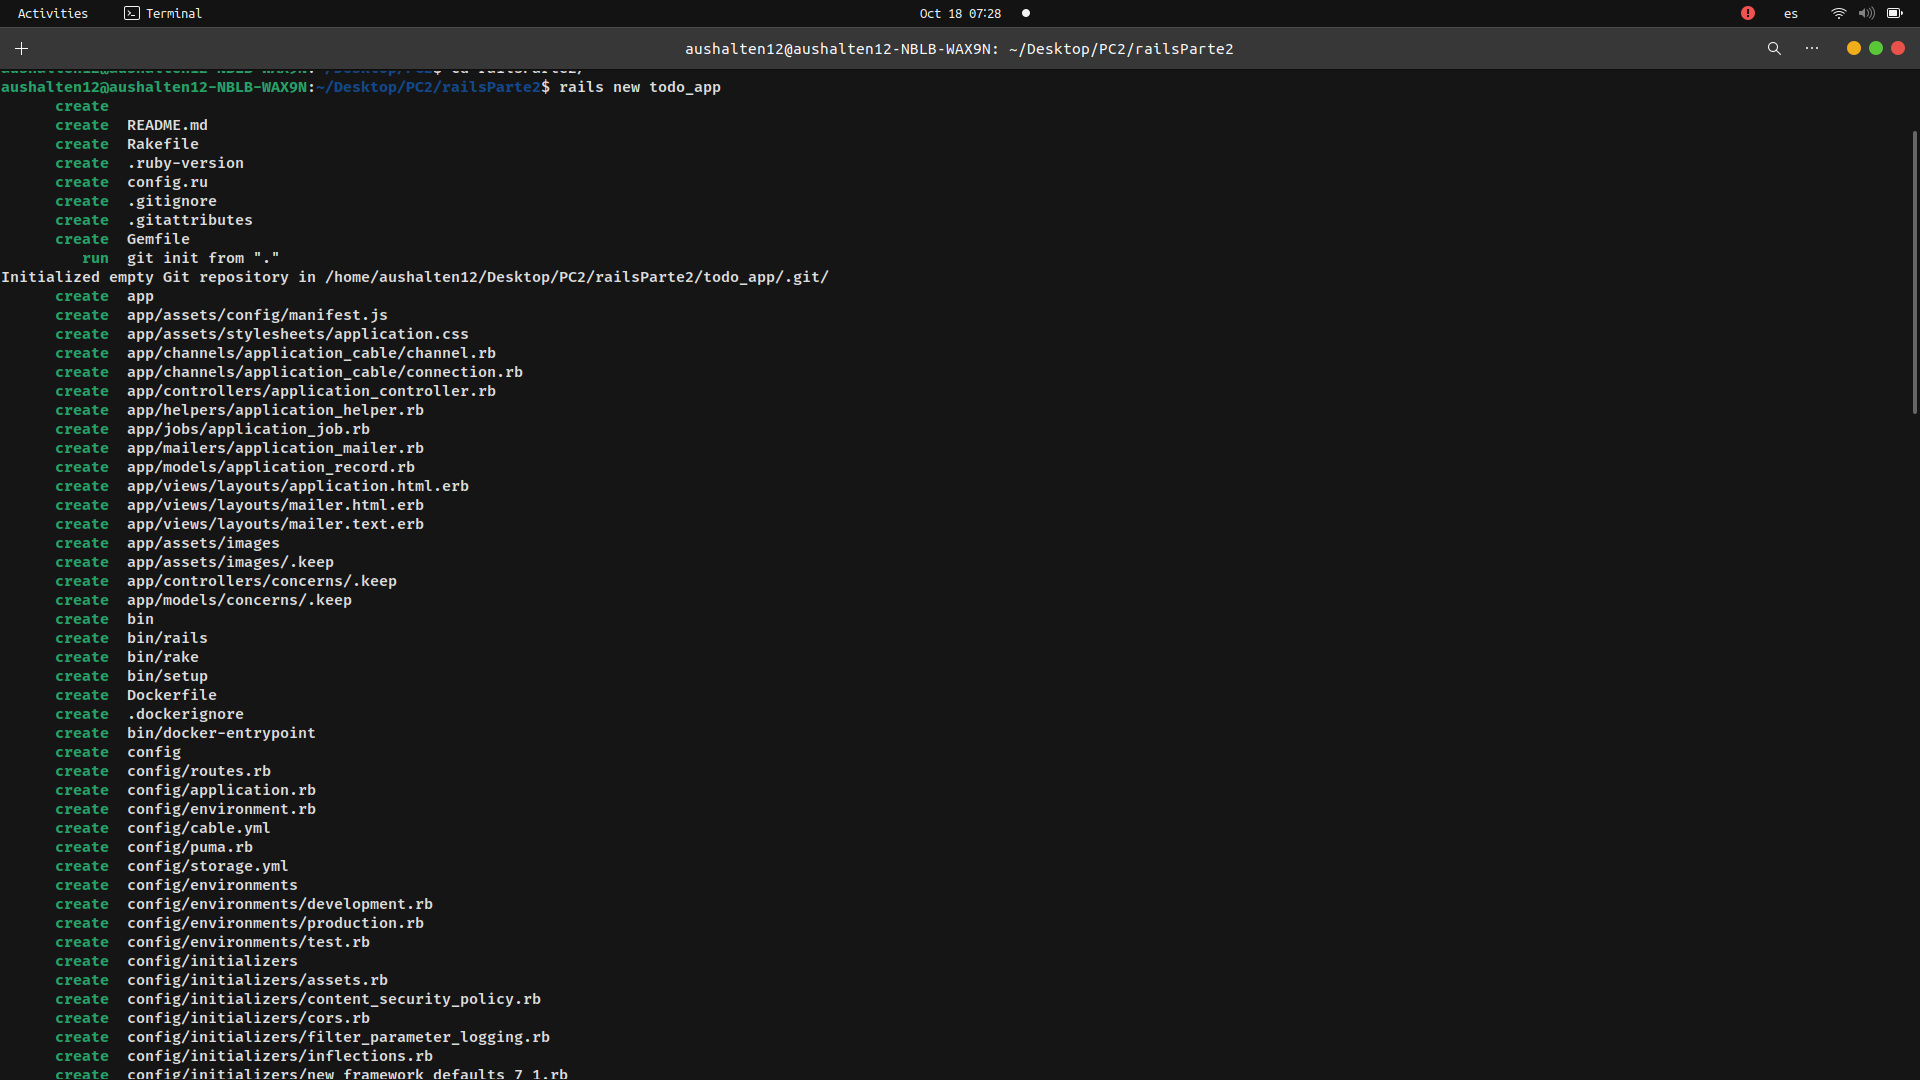 Activities
Terminal
Oct 18 07:28
es
aushalten12@aushalten12-NBLB-WAX9N: ~/Desktop/PC2/railsParte2
aushalten12@aushalten12-NBLB-WAX9N:~/Desktop/PC2$ cd railsParte2/
aushalten12@aushalten12-NBLB-WAX9N:~/Desktop/PC2/railsParte2$ rails new todo_app
create
create README.md
create Rakefile
create .ruby-version
create config.ru
create .gitignore
create .gitattributes
create Gemfile
run git init from "."
Initialized empty Git repository in /home/aushalten12/Desktop/PC2/railsParte2/todo_app/.git/
create app
create app/assets/config/manifest.js
create app/assets/stylesheets/application.css
create app/channels/application_cable/channel.rb
create app/channels/application_cable/connection.rb
create app/controllers/application_controller.rb
create app/helpers/application_helper.rb
create app/jobs/application_job.rb
create app/mailers/application_mailer.rb
create app/models/application_record.rb
create app/views/layouts/application.html.erb
create app/views/layouts/mailer.html.erb
create app/views/layouts/mailer.text.erb
create app/assets/images
create app/assets/images/.keep
create app/controllers/concerns/.keep
create app/models/concerns/.keep
create bin
create bin/rails
create bin/rake
create bin/setup
create Dockerfile
create .dockerignore
create bin/docker-entrypoint
create config
create config/routes.rb
create config/application.rb
create config/environment.rb
create config/cable.yml
create config/puma.rb
create config/storage.yml
create config/environments
create config/environments/development.rb
create config/environments/production.rb
create config/environments/test.rb
create config/initializers
create config/initializers/assets.rb
create config/initializers/content_security_policy.rb
create config/initializers/cors.rb
create config/initializers/filter_parameter_logging.rb
create config/initializers/inflections.rb
create config/initializers/new_framework_defaults_7_1.rb